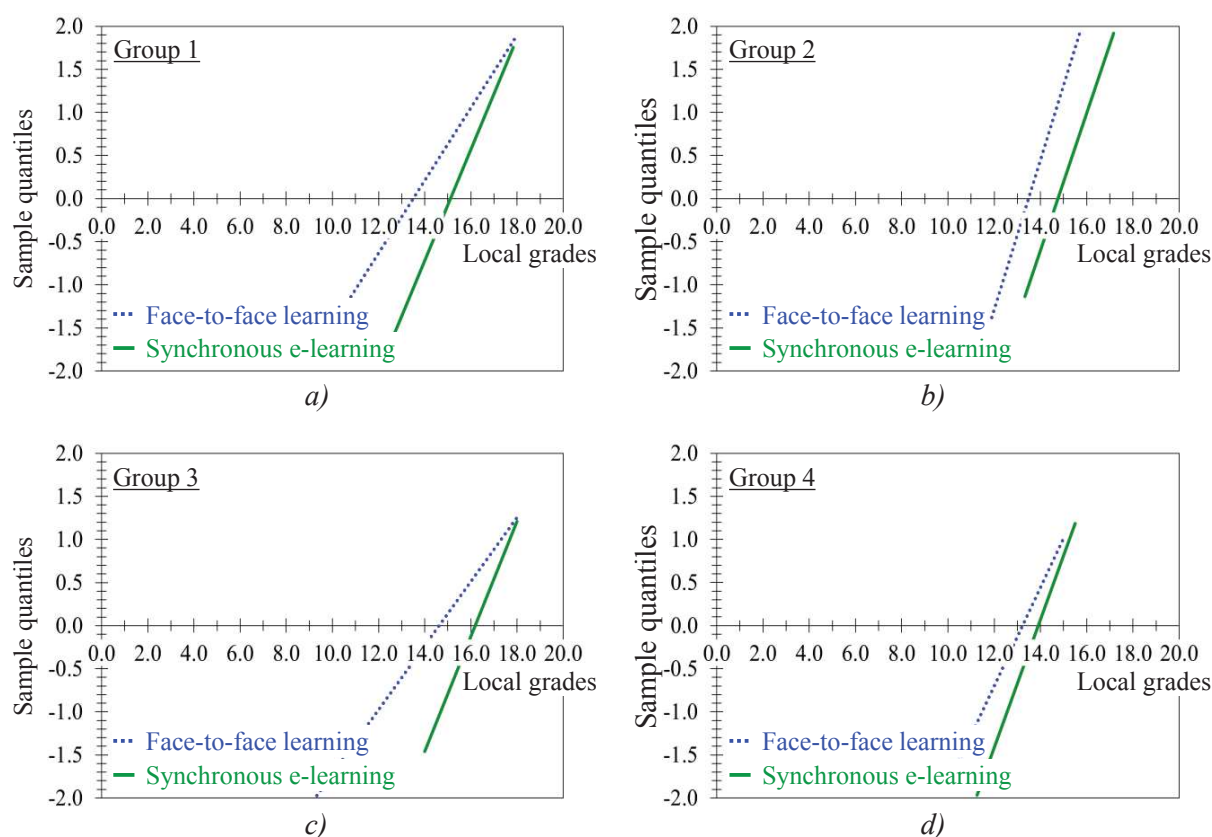 2.0
Group 1
1.5
1.0
0.5
0.0
0.0 2.0 4.0 6.0 8.0 10.0 12.0 14.0 16.0 18.0 20.0
-0.5
Local grades
-1.0
Face-to-face learning
-1.5
Synchronous e-learning
-2.0
Sample quantiles
a)
2.0
Group 2
1.5
1.0
0.5
0.0
0.0 2.0 4.0 6.0 8.0 10.0 12.0 14.0 16.0 18.0 20.0
-0.5
Local grades
-1.0
Face-to-face learning
-1.5
Synchronous e-learning
-2.0
Sample quantiles
b)
2.0
Group 3
1.5
1.0
0.5
0.0
0.0 2.0 4.0 6.0 8.0 10.0 12.0 14.0 16.0 18.0 20.0
-0.5
Local grades
-1.0
Face-to-face learning
-1.5
Synchronous e-learning
-2.0
Sample quantiles
c)
2.0
Group 4
1.5
1.0
0.5
0.0
0.0 2.0 4.0 6.0 8.0 10.0 12.0 14.0 16.0 18.0 20.0
-0.5
Local grades
-1.0
Face-to-face learning
-1.5
Synchronous e-learning
-2.0
Sample quantiles
d)